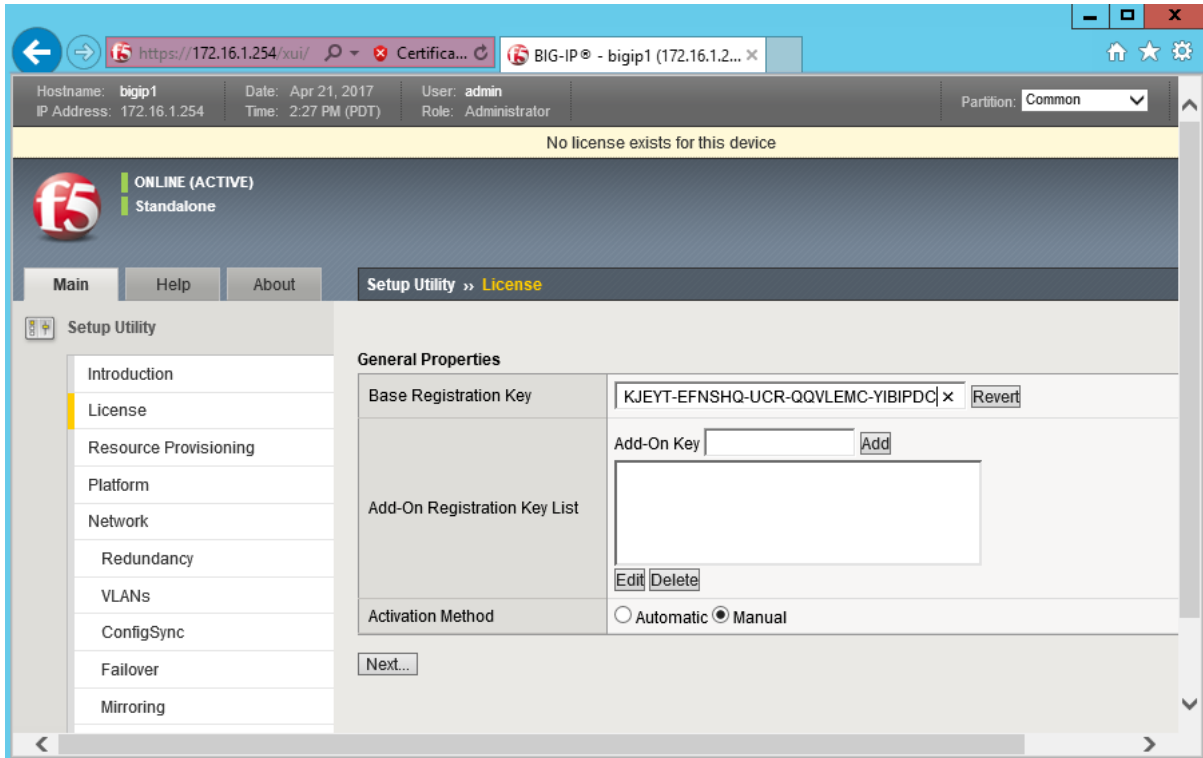 https://172.16.1.254/xui/ Certifica... BIG-IP® - bigip1 (172.16.1.2...
Hostname: bigip1 Date: Apr 21, 2017 User: admin
IP Address: 172.16.1.254 Time: 2:27 PM (PDT) Role: Administrator
Partition: Common
No license exists for this device
f5
ONLINE (ACTIVE)
Standalone
Main Help About
Setup Utility » License
Setup Utility
Introduction
License
Resource Provisioning
Platform
Network
Redundancy
VLANs
ConfigSync
Failover
Mirroring
General Properties
Base Registration Key KJEYT-EFNSHQ-UCR-QQVLEMC-YIBIPDC Revert
Add-On Key Add
Add-On Registration Key List
Edit Delete
Activation Method Automatic Manual
Next...